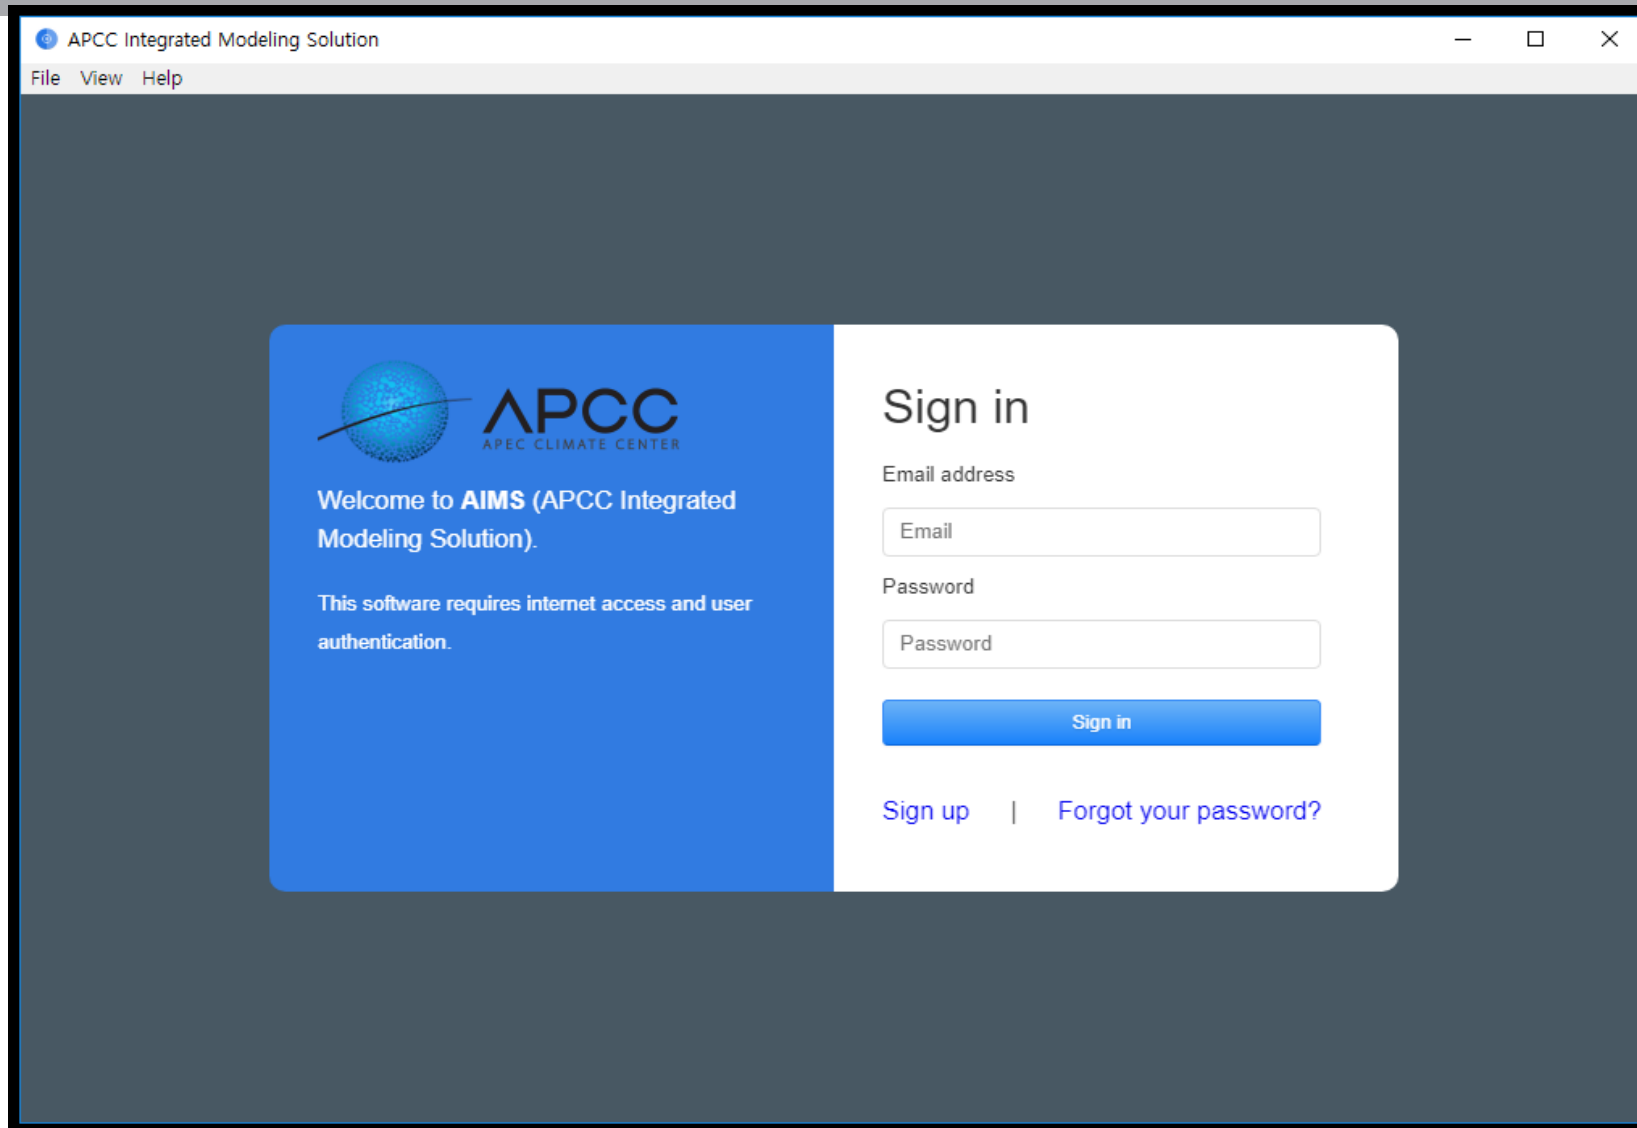 APCC Integrated Modeling Solution
File View Help
APCC
APEC CLIMATE CENTER
Welcome to AIMS (APCC Integrated
Modeling Solution).
This software requires internet access and user
authentication.
Sign in
Email address
Email
Password
Password
Sign in
Sign up | Forgot your password?